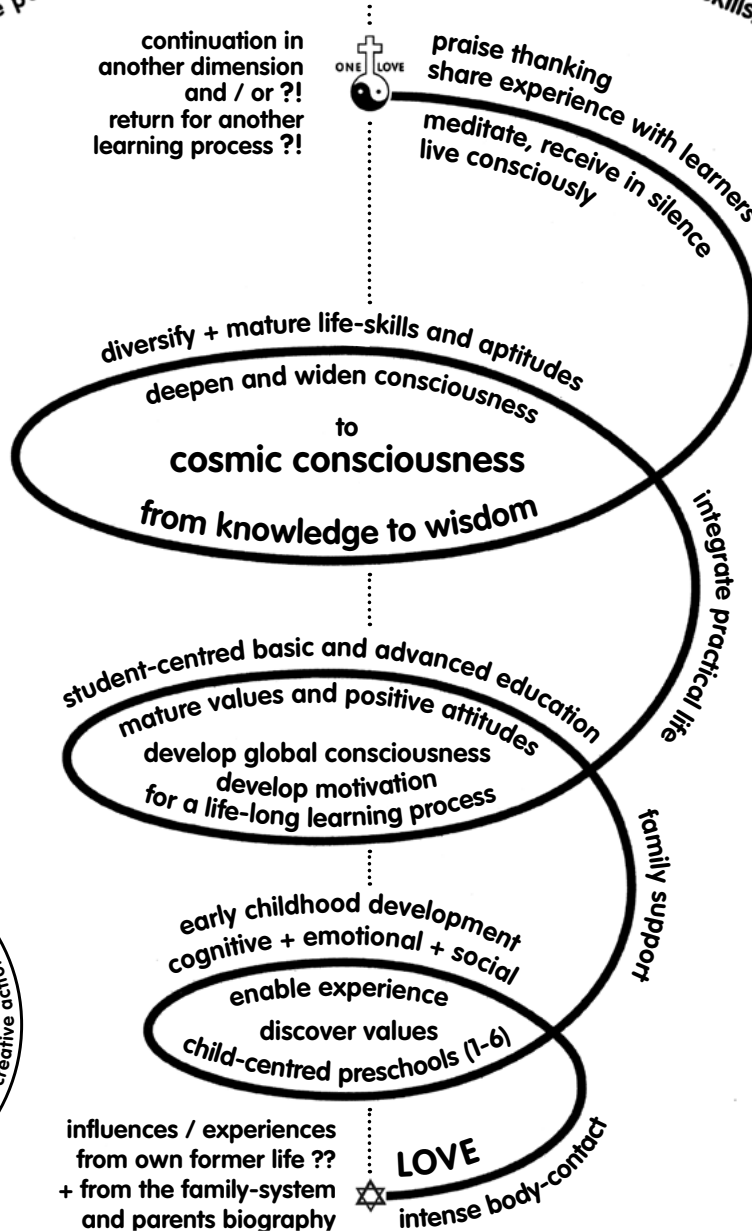 skills,
continuation in
another dimension
and / or ?!
return for another
learning process ?!
ONE LOVE
praise thanking
share experience with learners
meditate, receive in silence
live consciously
diversify + mature life-skills and aptitudes
deepen and widen consciousness
to
cosmic consciousness
from knowledge to wisdom
integrate practical life
student-centred basic and advanced education
mature values and positive attitudes
develop global consciousness
develop motivation
for a life-long learning process
family support
early childhood development
cognitive + emotional + social
enable experience
discover values
child-centred preschools (1-6)
creative
influences / experiences
from own former life ??
+ from the family-system
and parents biography
LOVE
intense body-contact